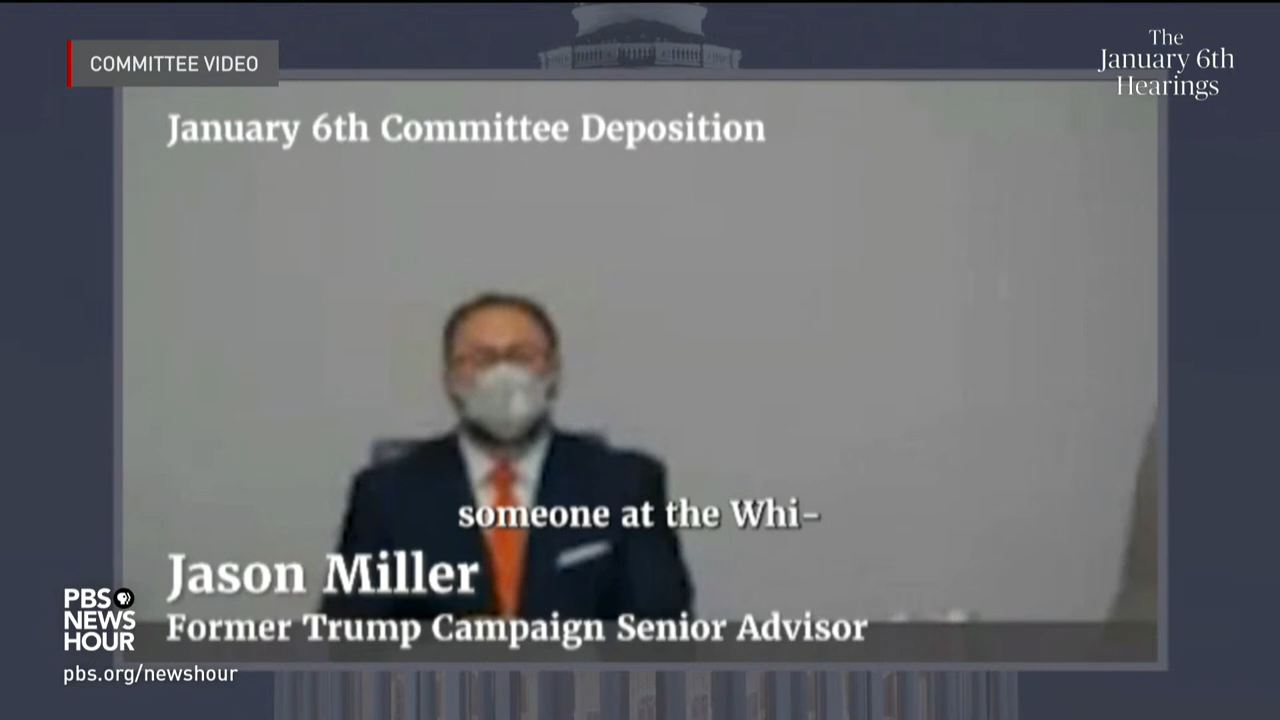 COMMITTEE VIDEO
The
January 6th
Hearings
January 6th Committee Deposition
someone at the Whi-
Jason Miller
Former Trump Campaign Senior Advisor
PBS
NEWS
HOUR
pbs.org/newshour